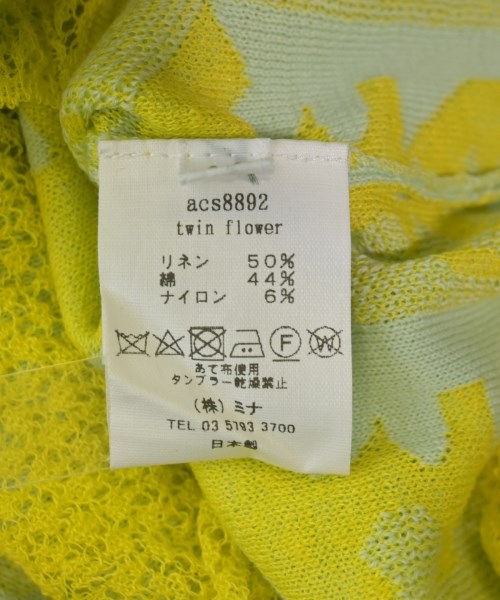 acs8892
twin flower
リネン 50%
綿 44%
ナイロン 6%
F
W
あて布使用
タンブラー乾燥禁止
(株)ミナ
TEL 03 5793 3700
日本製